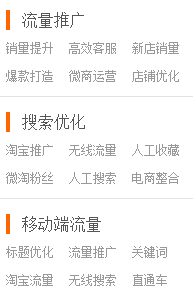 流量推广
销量提升 高效客服 新店销量
爆款打造 微商运营 店铺优化
搜索优化
淘宝推广 无线流量 人工收藏
微淘粉丝 人工搜索 电商整合
移动端流量
标题优化 流量推广 关键词
淘宝流量 无线搜索 直通车